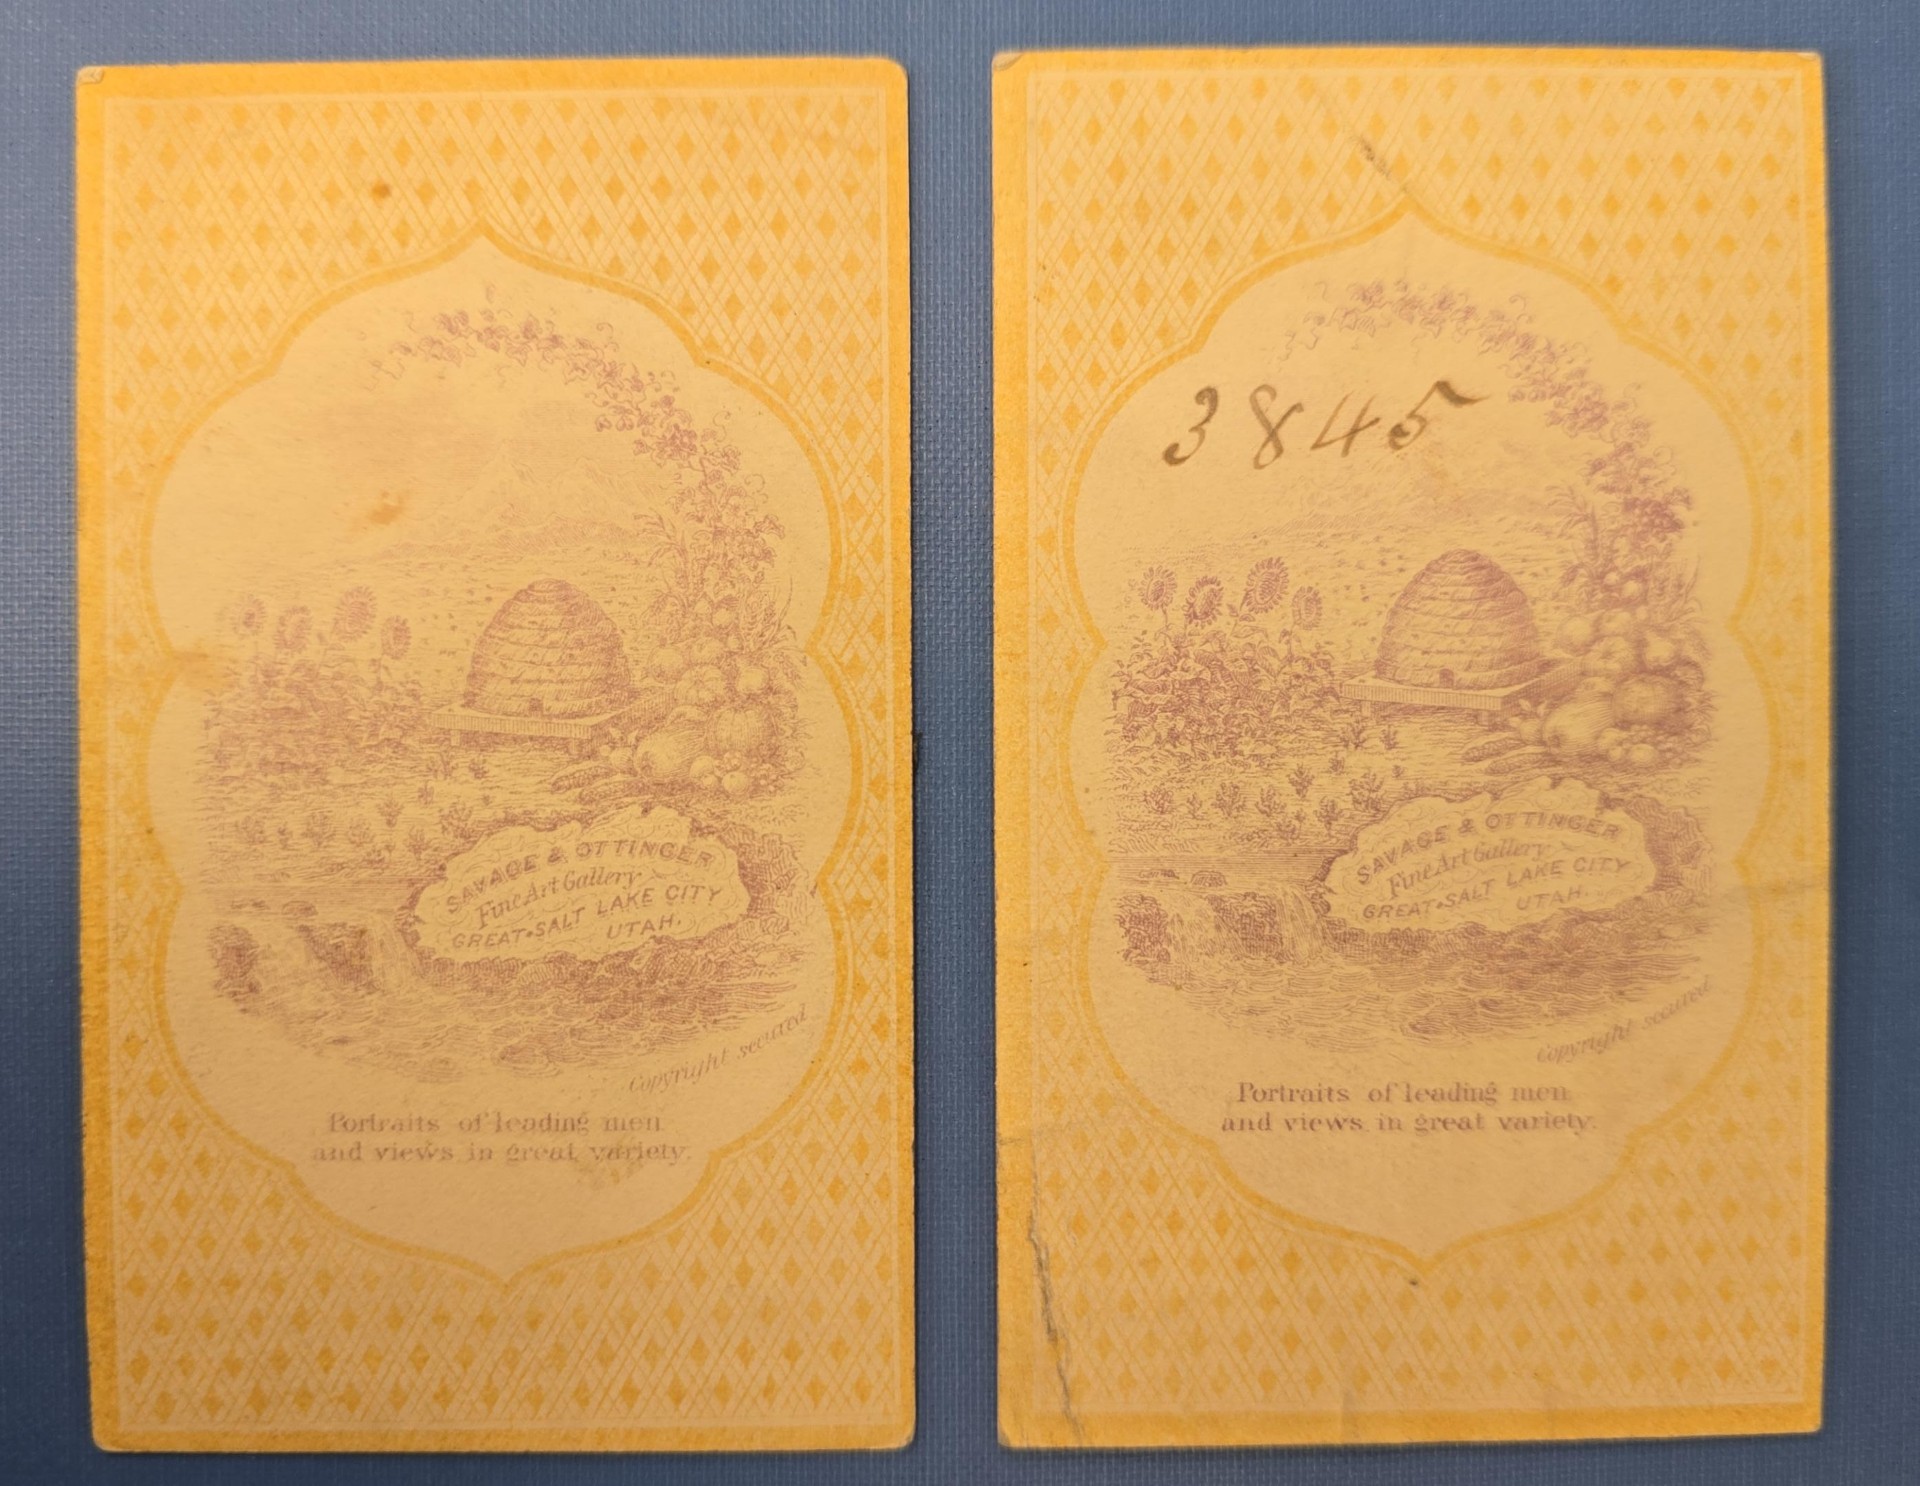 SAVAGE & OTTINGER
Fine Art Gallery
GREAT SALT LAKE CITY
UTAH.
Copyright secured
Portraits of leading men
and views in great variety.
3845
SAVAGE & OTTINGER
Fine Art Gallery
GREAT SALT LAKE CITY
UTAH.
Copyright secured
Portraits of leading men
and views in great variety.